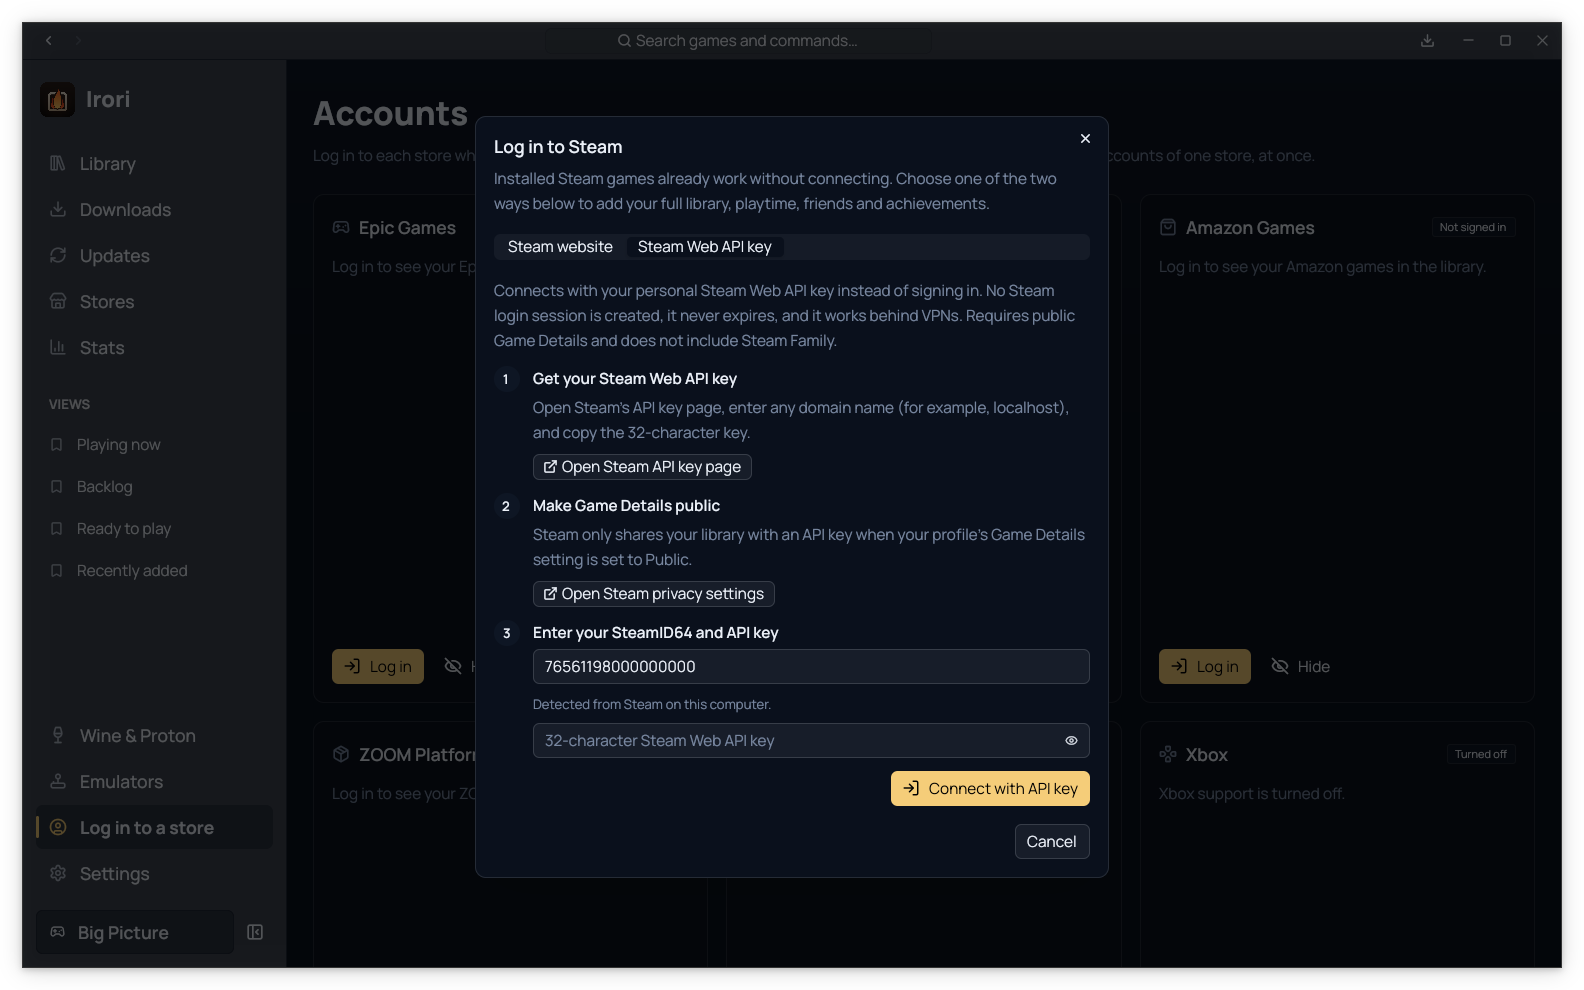 Search games and commands...
Irori
Library
Downloads
Updates
Stores
Stats
VIEWS
Playing now
Backlog
Ready to play
Recently added
Wine & Proton
Emulators
Log in to a store
Settings
Big Picture
Accounts
Log in to each store
ccounts of one store, at once.
Epic Games
Log in to see your
Log in
Amazon Games
Not signed in
Log in to see your Amazon games in the library.
Log in
Hide
ZOOM
Log in to see your
Xbox
Turned off
Xbox support is turned off.
Log in to Steam
Installed Steam games already work without connecting. Choose one of the two
ways below to add your full library, playtime, friends and achievements.
Steam website
Steam Web API key
Connects with your personal Steam Web API key instead of signing in. No Steam
login session is created, it never expires, and it works behind VPNs. Requires public
Game Details and does not include Steam Family.
1
Get your Steam Web API key
Open Steam's API key page, enter any domain name (for example, localhost),
and copy the 32-character key.
Open Steam API key page
2
Make Game Details public
Steam only shares your library with an API key when your profile's Game Details
setting is set to Public.
Open Steam privacy settings
3
Enter your SteamID64 and API key
76561198000000000
Detected from Steam on this computer.
32-character Steam Web API key
Connect with API key
Cancel